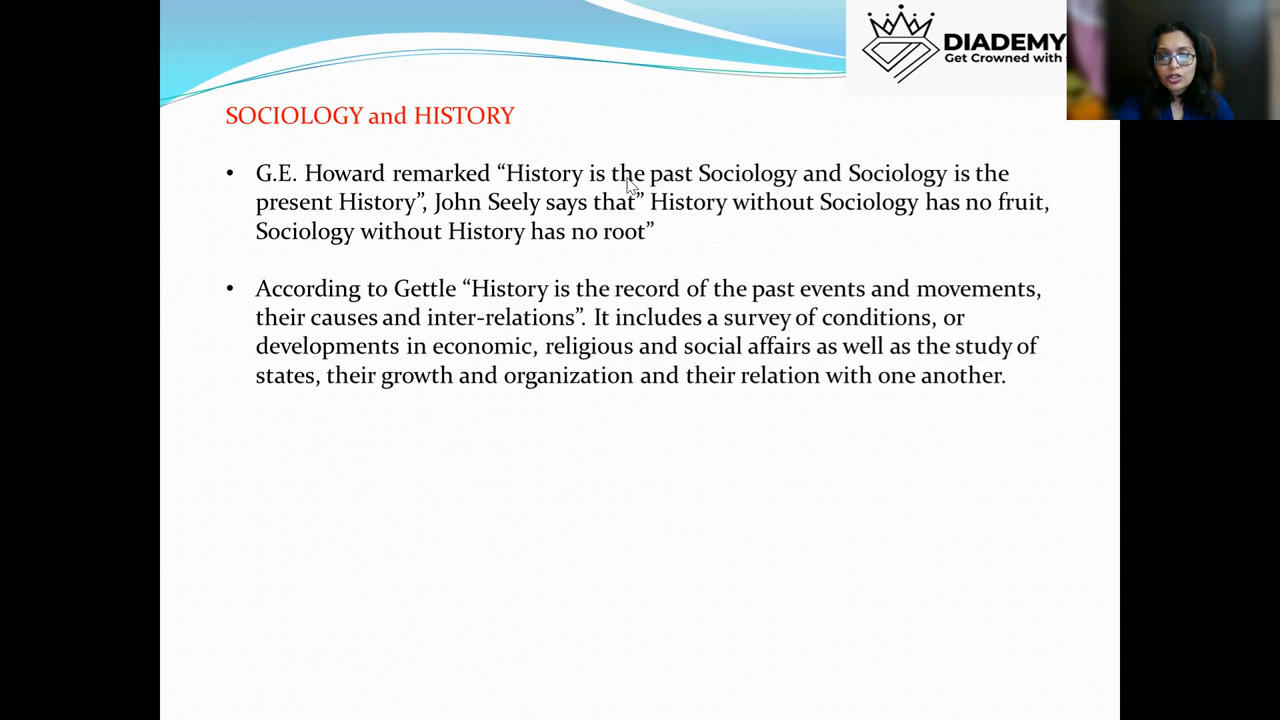 DIADEMY
Get Crowned with
SOCIOLOGY and HISTORY
• G.E. Howard remarked “History is the past Sociology and Sociology is the
present History”, John Seely says that” History without Sociology has no fruit,
Sociology without History has no root”
• According to Gettle “History is the record of the past events and movements,
their causes and inter-relations”. It includes a survey of conditions, or
developments in economic, religious and social affairs as well as the study of
states, their growth and organization and their relation with one another.